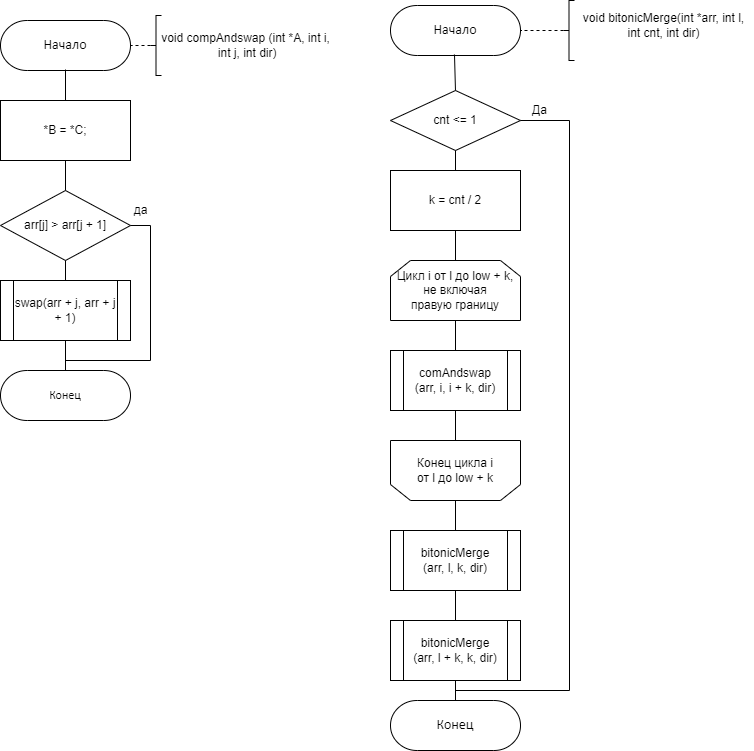 Начало
void compAndswap (int *A, int i,
int j, int dir)
*B = *C;
arr[j] > arr[j + 1]
да
swap(arr + j, arr + j
+ 1)
Конец
Начало
void bitonicMerge(int *arr, int l,
int cnt, int dir)
cnt <= 1
Да
k = cnt / 2
Цикл i от l до low + k,
не включая
правую границу
comAndswap
(arr, i, i + k, dir)
Конец цикла i
от l до low + k
bitonicMerge
(arr, l, k, dir)
bitonicMerge
(arr, l + k, k, dir)
Конец